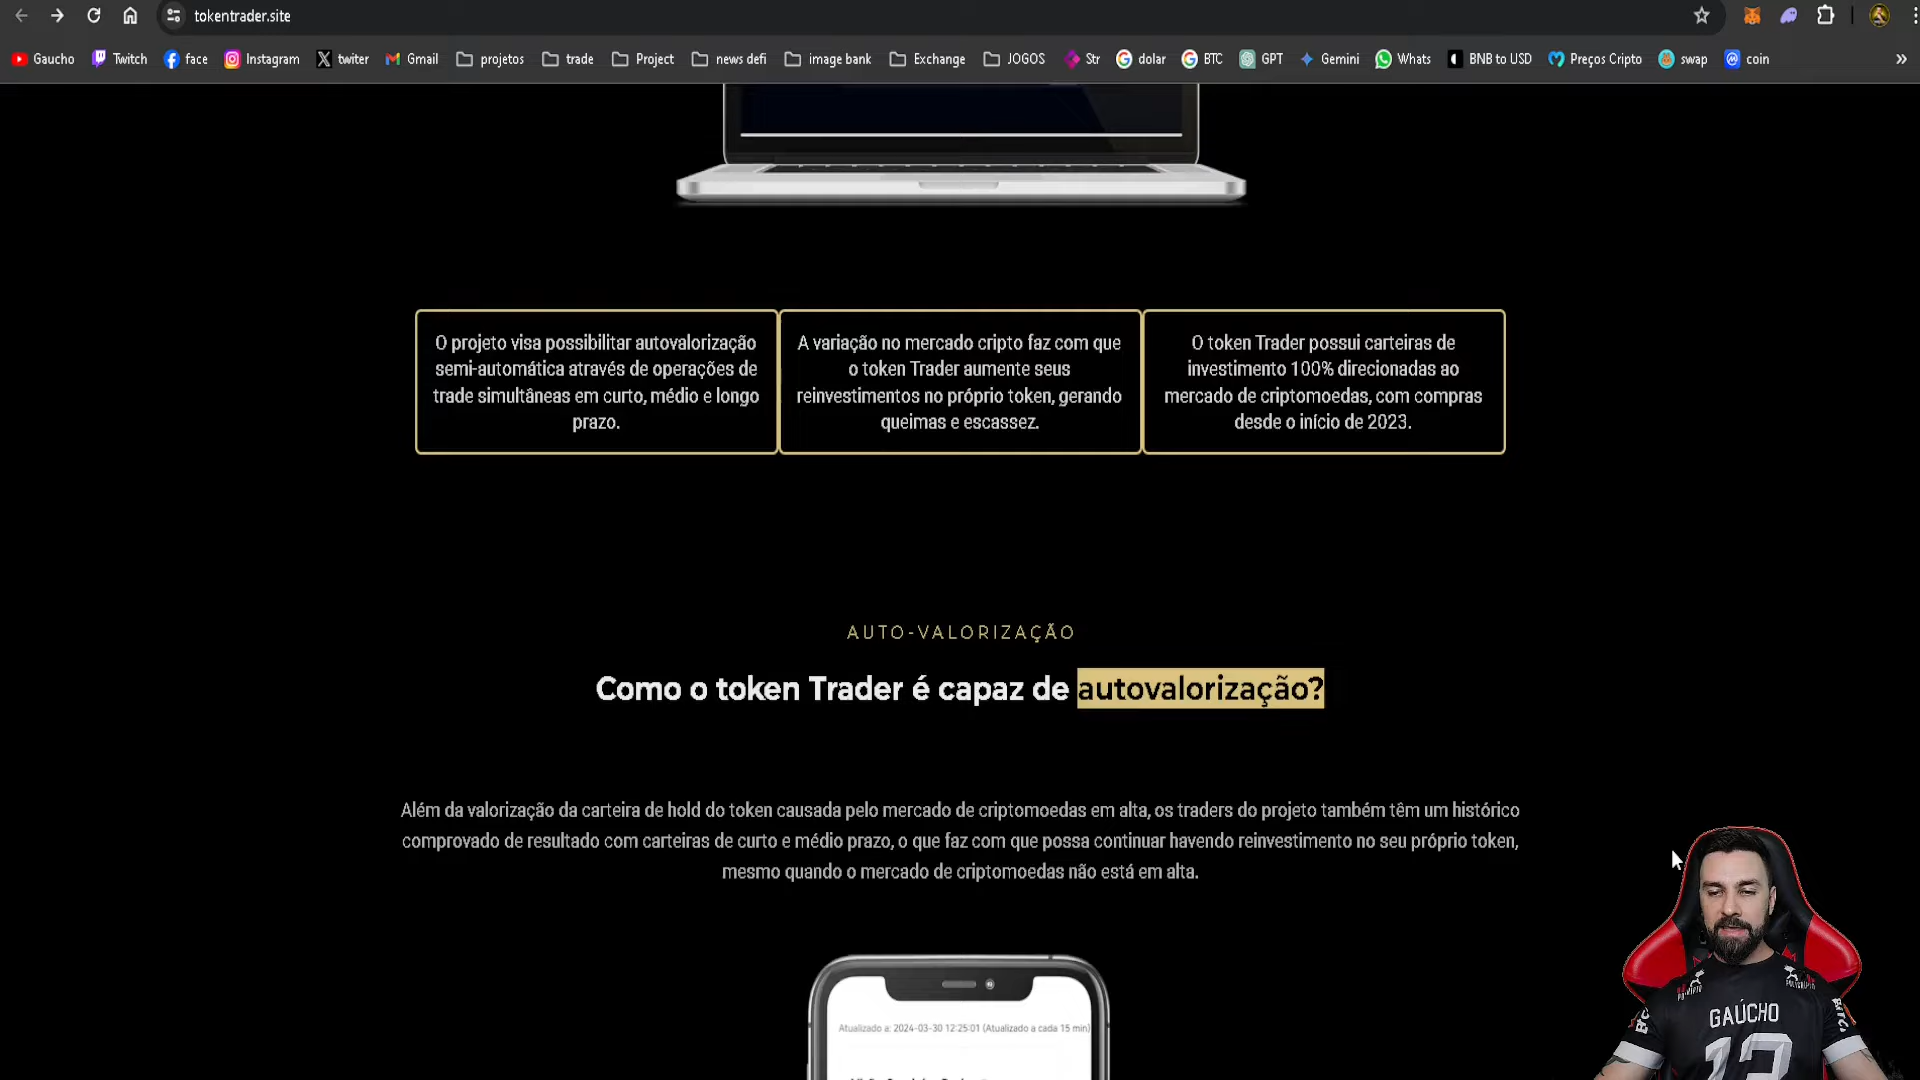 tokentrader.site
Gaucho Twitch face Instagram twiter Gmail projetos trade Project news defi image bank Exchange JOGOS Str dolar BTC GPT Gemini Whats BNB to USD Preços Cripto swap coin
O projeto visa possibilitar autovalorização
semi-automática através de operações de
trade simultâneas em curto, médio e longo
prazo.
A variação no mercado cripto faz com que
o token Trader aumente seus
reinvestimentos no próprio token, gerando
queimas e escassez.
O token Trader possui carteiras de
investimento 100% direcionadas ao
mercado de criptomoedas, com compras
desde o início de 2023.
AUTO-VALORIZAÇÃO
Como o token Trader é capaz de autovalorização?
Além da valorização da carteira de hold do token causada pelo mercado de criptomoedas em alta, os traders do projeto também têm um histórico
comprovado de resultado com carteiras de curto e médio prazo, o que faz com que possa continuar havendo reinvestimento no seu próprio token,
mesmo quando o mercado de criptomoedas não está em alta.
Atualizado a: 2024-03-30 12:25:01 (Atualizado a cada 15 min)
GAÚCHO
12